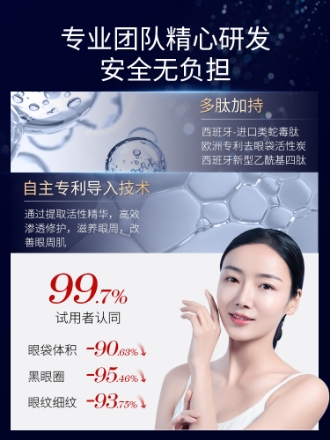 专业团队精心研发
安全无负担
多肽加持
西班牙-进口类蛇毒肽
欧洲专利去眼袋活性炭
西班牙新型乙酰基四肽
自主专利导入技术
通过提取活性精华，高效
渗透修护，滋养眼周，改
善眼周肌
99.7%
试用者认同
眼袋体积 -90.63%
黑眼圈 -95.46%
眼纹细纹 -93.75%